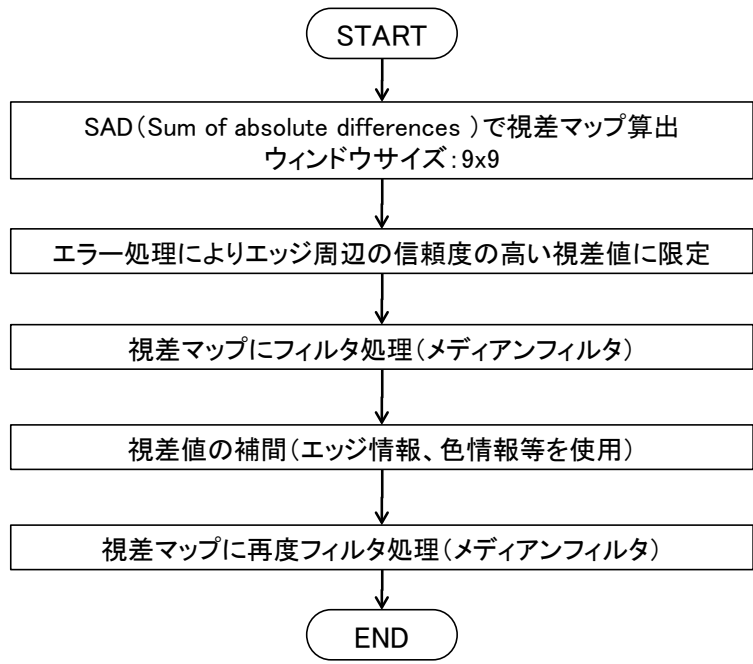 START
SAD(Sum of absolute differences )で視差マップ算出
ウィンドウサイズ:9x9
エラー処理によりエッジ周辺の信頼度の高い視差値に限定
視差マップにフィルタ処理(メディアンフィルタ)
視差値の補間(エッジ情報、色情報等を使用)
視差マップに再度フィルタ処理(メディアンフィルタ)
END